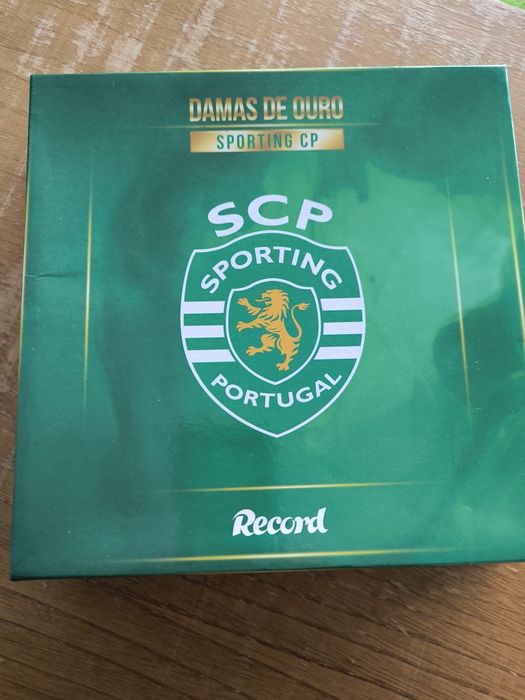 DAMAS DE OURO
SPORTING CP
SCP
SPORTING
PORTUGAL
Record